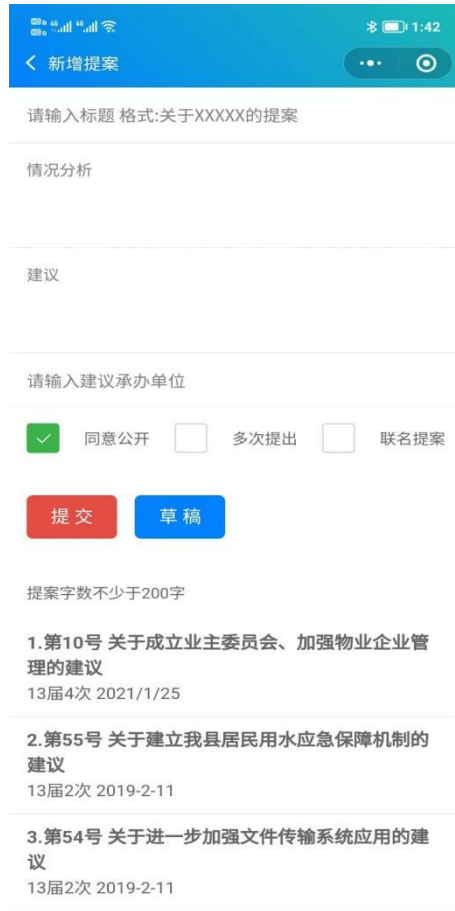 1:42
新增提案
请输入标题 格式:关于XXXXX的提案
情况分析
建议
请输入建议承办单位
同意公开 多次提出 联名提案
提交 草稿
提案字数不少于200字
1.第10号 关于成立业主委员会、加强物业企业管
理的建议
13届4次 2021/1/25
2.第55号 关于建立我县居民用水应急保障机制的
建议
13届2次 2019-2-11
3.第54号 关于进一步加强文件传输系统应用的建
议
13届2次 2019-2-11